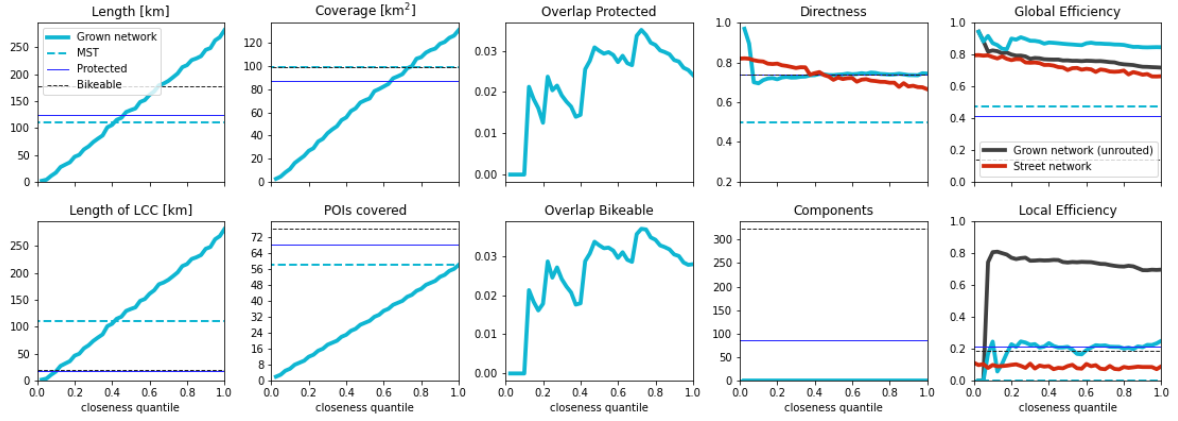 Length [km]
Coverage [km²]
Overlap Protected
Directness
Global Efficiency
250
200
150
100
50
0
Grown network
MST
Protected
Bikeable
120
100
80
60
40
20
0
0.03
0.02
0.01
0.00
1.0
0.8
0.6
0.4
0.2
1.0
0.8
0.6
0.4
0.2
0.0
Grown network (unrouted)
Street network
Length of LCC [km]
POIs covered
Overlap Bikeable
Components
Local Efficiency
250
200
150
100
50
0
72
64
56
48
40
32
24
16
8
0
0.03
0.02
0.01
0.00
300
250
200
150
100
50
0
1.0
0.8
0.6
0.4
0.2
0.0
0.0 0.2 0.4 0.6 0.8 1.0
0.0 0.2 0.4 0.6 0.8 1.0
0.0 0.2 0.4 0.6 0.8 1.0
0.0 0.2 0.4 0.6 0.8 1.0
0.0 0.2 0.4 0.6 0.8 1.0
closeness quantile
closeness quantile
closeness quantile
closeness quantile
closeness quantile